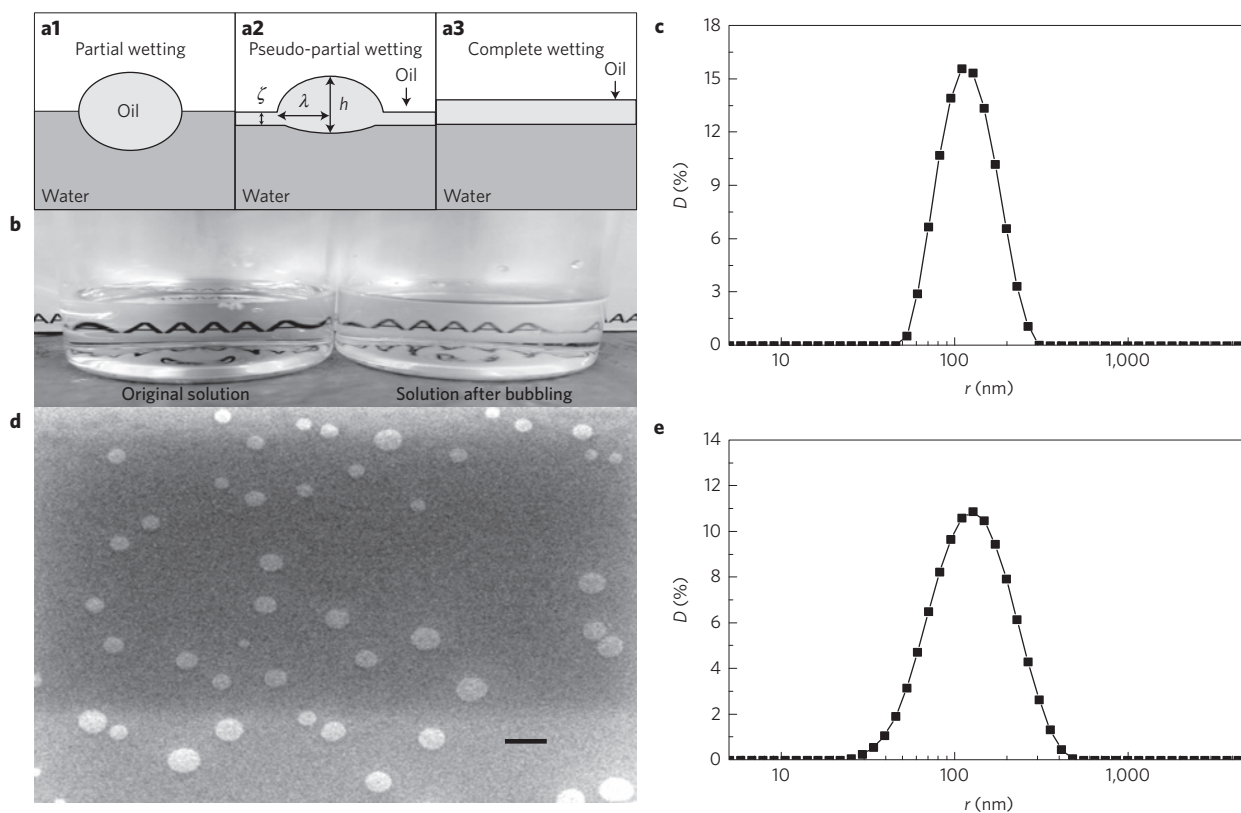 a1
Partial wetting
Oil
Water
a2
Pseudo-partial wetting
Oil
ζ
λ
h
Water
a3
Complete wetting
Oil
Water
b
Original solution
Solution after bubbling
c
18
15
12
9
6
3
0
D (%)
10
100
1,000
r (nm)
d
e
14
12
10
8
6
4
2
0
D (%)
10
100
1,000
r (nm)